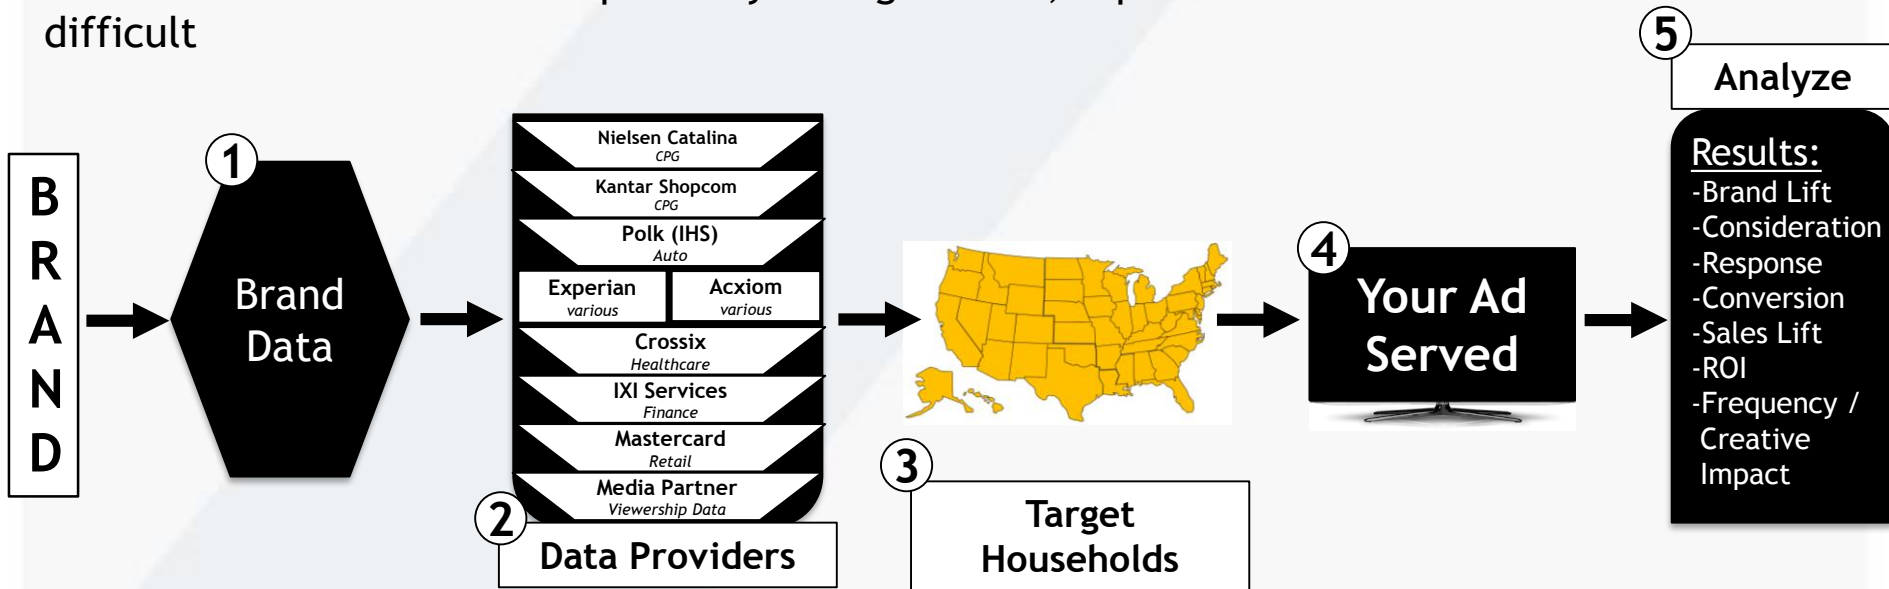 difficult
B
R
A
N
D
1
Brand
Data
Nielsen Catalina
CPG
Kantar Shopcom
CPG
Polk (IHS)
Auto
Experian
various
Acxiom
various
Crossix
Healthcare
IXI Services
Finance
Mastercard
Retail
Media Partner
Viewership Data
2
Data Providers
3
Target
Households
4
Your Ad
Served
5
Analyze
Results:
-Brand Lift
-Consideration
-Response
-Conversion
-Sales Lift
-ROI
-Frequency /
Creative
Impact